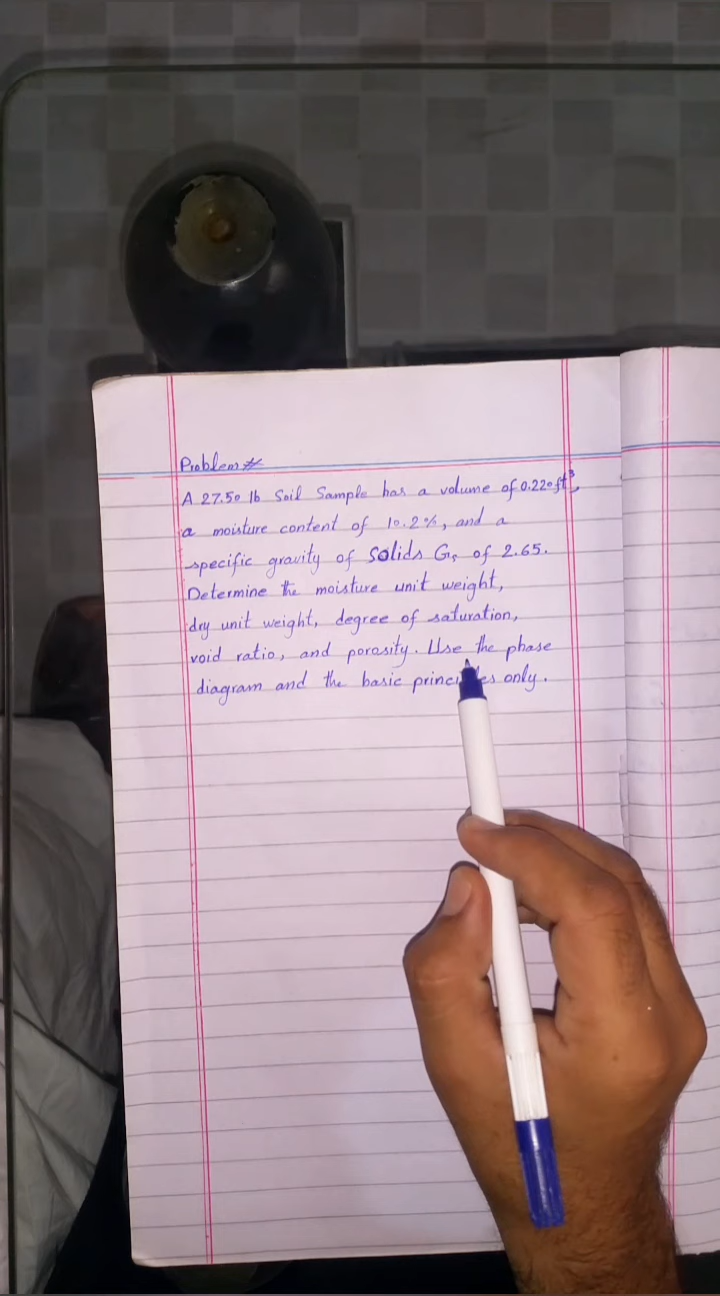 Problem #
A 27.50 lb Soil Sample has a volume of 0.220 ft³,
a moisture content of 10.2%, and a
specific gravity of solids Gs of 2.65.
Determine the moisture unit weight,
dry unit weight, degree of saturation,
void ratio, and porosity. Use the phase
diagram and the basic principles only.